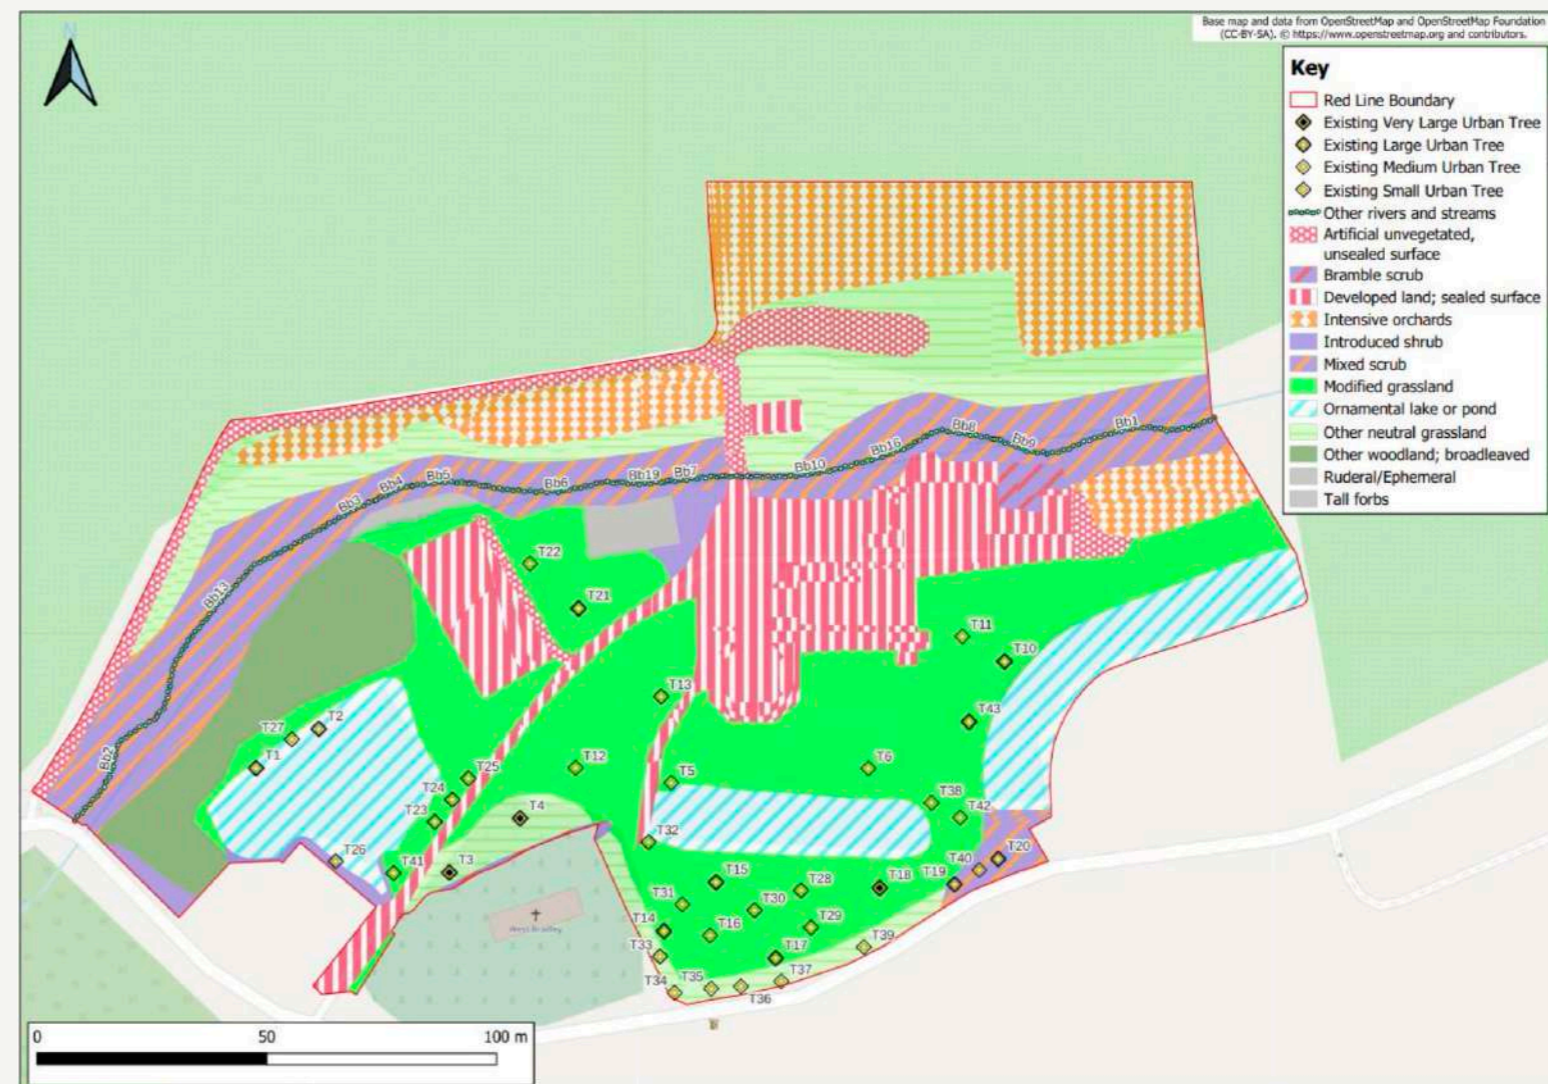 Base map and data from OpenStreetMap and OpenStreetMap Foundation
(CC-BY-SA). © https://www.openstreetmap.org and contributors.
N
Key
Red Line Boundary
Existing Very Large Urban Tree
Existing Large Urban Tree
Existing Medium Urban Tree
Existing Small Urban Tree
Other rivers and streams
Artificial unvegetated,
unsealed surface
Bramble scrub
Developed land; sealed surface
Intensive orchards
Introduced shrub
Mixed scrub
Modified grassland
Ornamental lake or pond
Other neutral grassland
Other woodland; broadleaved
Ruderal/Ephemeral
Tall forbs
Bb1
Bb8
Bb9
Bb16
Bb10
Bb7
Bb19
Bb6
Bb5
Bb4
Bb3
Bb13
Bb2
T22
T21
T11
T10
T13
T43
T2
T27
T1
T12
T6
T25
T5
T24
T38
T23
T4
T42
T32
T26
T41
T3
T20
T40
T19
T15
T28
T18
T31
T30
T14
T16
T29
T39
T33
T17
T34
T35
T37
T36
West Bradley
0 50 100 m